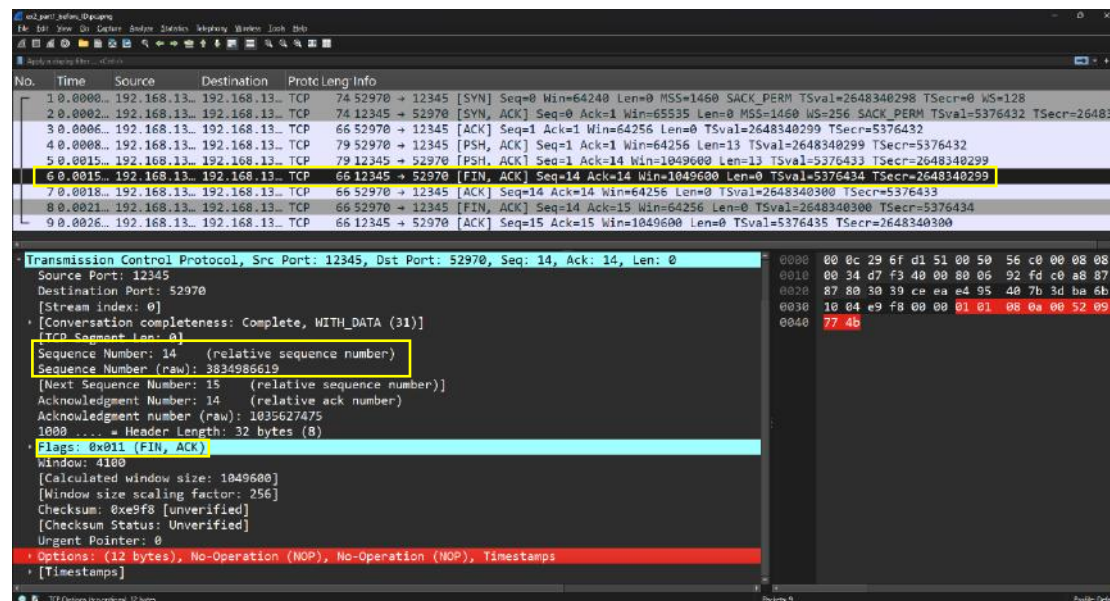 ex2_part1_before_ID.pcapng
File Edit View Go Capture Analyze Statistics Telephony Wireless Tools Help
Apply a display filter ... <Ctrl-/>
No. Time Source Destination Protc Leng Info
1 0.0000… 192.168.13… 192.168.13… TCP 74 52970 → 12345 [SYN] Seq=0 Win=64240 Len=0 MSS=1460 SACK_PERM TSval=2648340298 TSecr=0 WS=128
2 0.0002… 192.168.13… 192.168.13… TCP 74 12345 → 52970 [SYN, ACK] Seq=0 Ack=1 Win=65535 Len=0 MSS=1460 WS=256 SACK_PERM TSval=5376432 TSecr=26483
3 0.0006… 192.168.13… 192.168.13… TCP 66 52970 → 12345 [ACK] Seq=1 Ack=1 Win=64256 Len=0 TSval=2648340299 TSecr=5376432
4 0.0008… 192.168.13… 192.168.13… TCP 79 52970 → 12345 [PSH, ACK] Seq=1 Ack=1 Win=64256 Len=13 TSval=2648340299 TSecr=5376432
5 0.0015… 192.168.13… 192.168.13… TCP 79 12345 → 52970 [PSH, ACK] Seq=1 Ack=14 Win=1049600 Len=13 TSval=5376433 TSecr=2648340299
6 0.0015… 192.168.13… 192.168.13… TCP 66 12345 → 52970 [FIN, ACK] Seq=14 Ack=14 Win=1049600 Len=0 TSval=5376434 TSecr=2648340299
7 0.0018… 192.168.13… 192.168.13… TCP 66 52970 → 12345 [ACK] Seq=14 Ack=14 Win=64256 Len=0 TSval=2648340300 TSecr=5376433
8 0.0021… 192.168.13… 192.168.13… TCP 66 52970 → 12345 [FIN, ACK] Seq=14 Ack=15 Win=64256 Len=0 TSval=2648340300 TSecr=5376434
9 0.0026… 192.168.13… 192.168.13… TCP 66 12345 → 52970 [ACK] Seq=15 Ack=15 Win=1049600 Len=0 TSval=5376435 TSecr=2648340300
Transmission Control Protocol, Src Port: 12345, Dst Port: 52970, Seq: 14, Ack: 14, Len: 0
Source Port: 12345
Destination Port: 52970
[Stream index: 0]
[Conversation completeness: Complete, WITH_DATA (31)]
[TCP Segment Len: 0]
Sequence Number: 14 (relative sequence number)
Sequence Number (raw): 3834986619
[Next Sequence Number: 15 (relative sequence number)]
Acknowledgment Number: 14 (relative ack number)
Acknowledgment number (raw): 1035627475
1000 .... = Header Length: 32 bytes (8)
Flags: 0x011 (FIN, ACK)
Window: 4100
[Calculated window size: 1049600]
[Window size scaling factor: 256]
Checksum: 0xe9f8 [unverified]
[Checksum Status: Unverified]
Urgent Pointer: 0
Options: (12 bytes), No-Operation (NOP), No-Operation (NOP), Timestamps
[Timestamps]
0000 00 0c 29 6f d1 51 00 50 56 c0 00 08 08
0010 00 34 d7 f3 40 00 80 06 92 fd c0 a8 87
0020 87 80 30 39 ce ea e4 95 40 7b 3d ba 6b
0030 10 04 e9 f8 00 00 01 01 08 0a 00 52 09
0040 77 4b